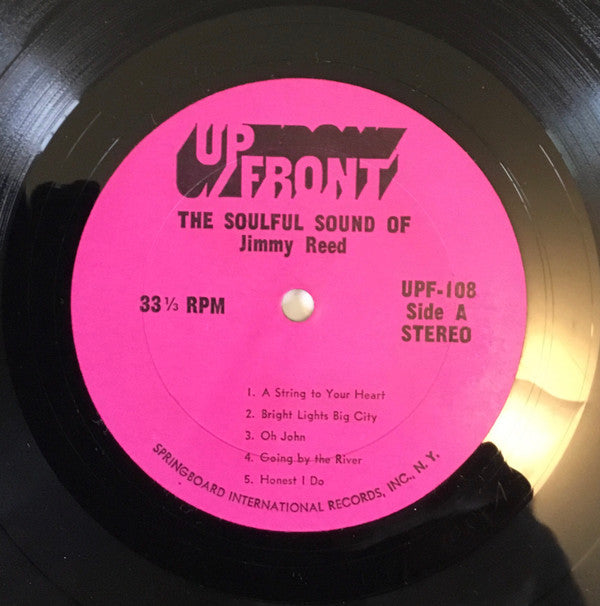 UP
FRONT
THE SOULFUL SOUND OF
Jimmy Reed
33 ⅓ RPM
UPF-108
Side A
STEREO
1. A String to Your Heart
2. Bright Lights Big City
3. Oh John
4. Going by the River
5. Honest I Do
SPRINGBOARD INTERNATIONAL RECORDS, INC., N. Y.